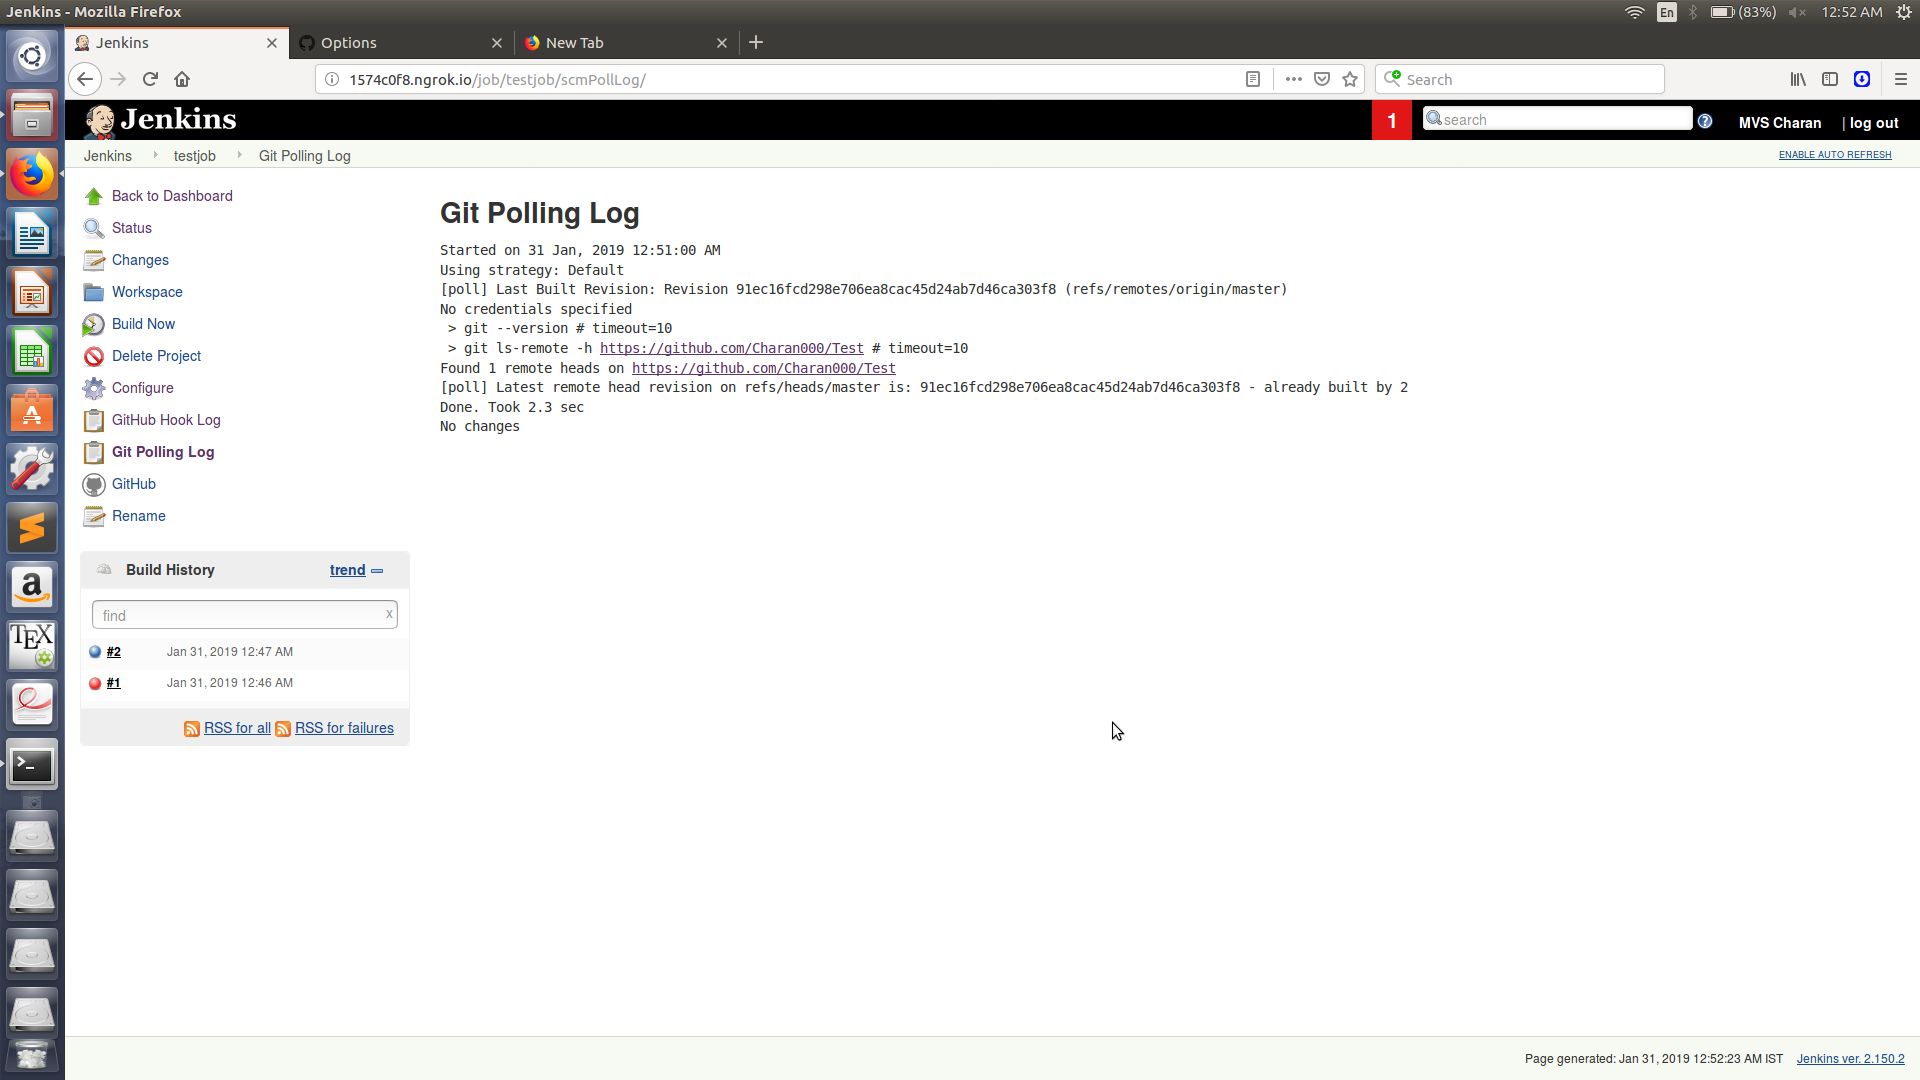 Jenkins - Mozilla Firefox
En
(83%)
12:52 AM
Jenkins
Options
New Tab
1574c0f8.ngrok.io/job/testjob/scmPollLog/
Search
Jenkins
1
search
MVS Charan
| log out
Jenkins
testjob
Git Polling Log
ENABLE AUTO REFRESH
Back to Dashboard
Status
Changes
Workspace
Build Now
Delete Project
Configure
GitHub Hook Log
Git Polling Log
GitHub
Rename
Build History
trend
find
x
#2
Jan 31, 2019 12:47 AM
#1
Jan 31, 2019 12:46 AM
RSS for all
RSS for failures
Git Polling Log
Started on 31 Jan, 2019 12:51:00 AM
Using strategy: Default
[poll] Last Built Revision: Revision 91ec16fcd298e706ea8cac45d24ab7d46ca303f8 (refs/remotes/origin/master)
No credentials specified
> git --version # timeout=10
> git ls-remote -h https://github.com/Charan000/Test # timeout=10
Found 1 remote heads on https://github.com/Charan000/Test
[poll] Latest remote head revision on refs/heads/master is: 91ec16fcd298e706ea8cac45d24ab7d46ca303f8 - already built by 2
Done. Took 2.3 sec
No changes
TEX
Page generated: Jan 31, 2019 12:52:23 AM IST
Jenkins ver. 2.150.2